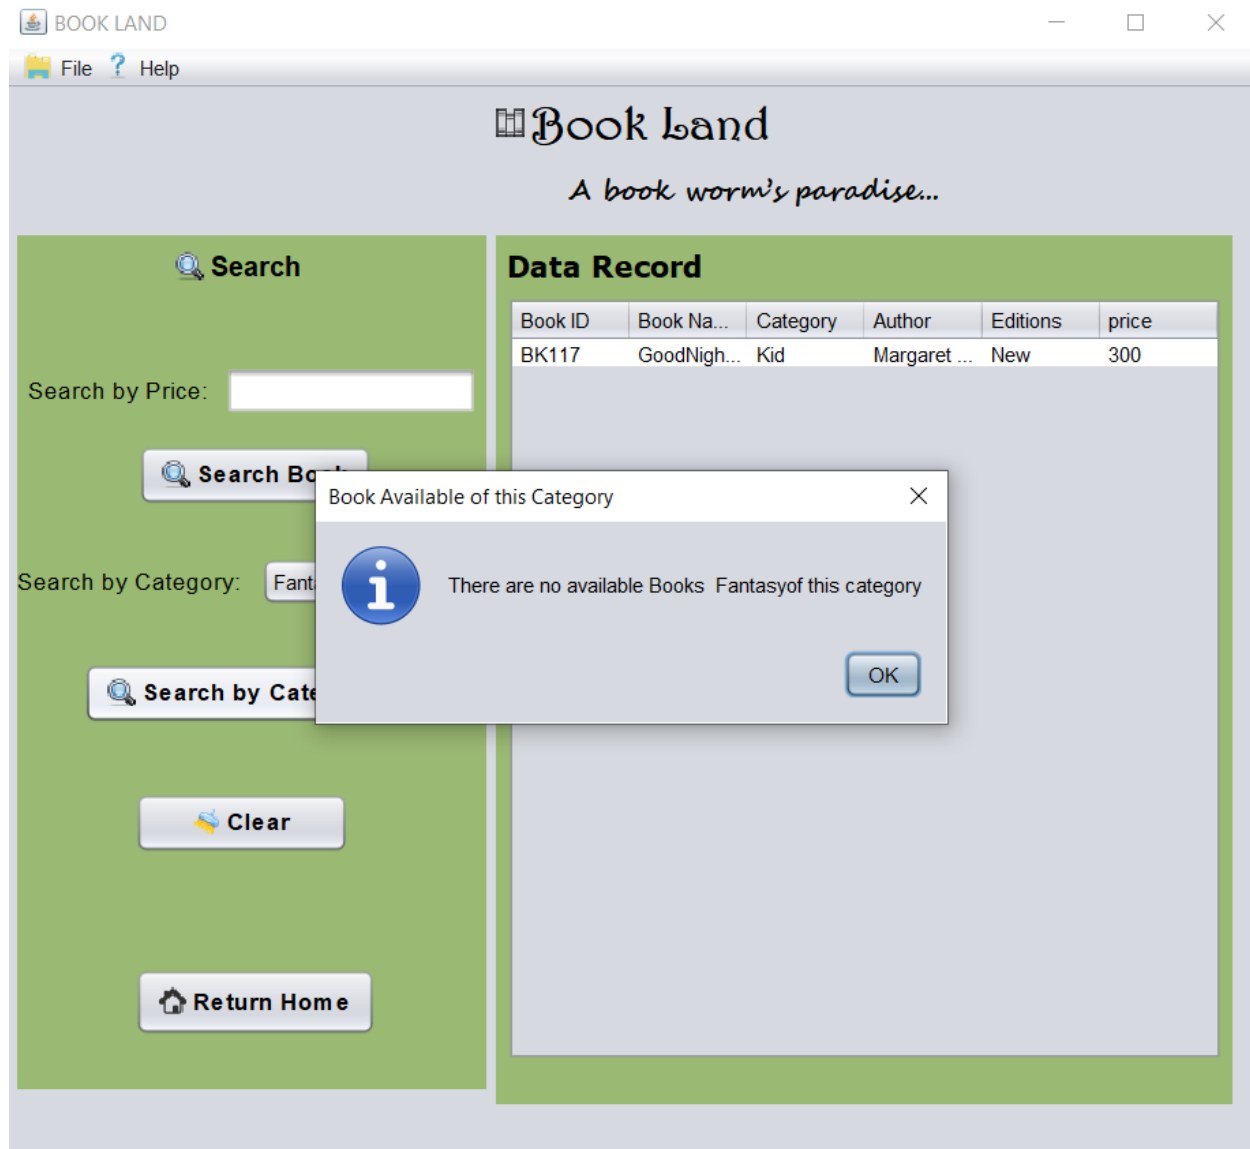 BOOK LAND
File Help
Book Land
A book worm's paradise...
Search
Search by Price:
Search Book
Search by Category:
Search by Cate
Clear
Return Home
Data Record
Book ID Book Na... Category Author Editions price
BK117 GoodNigh... Kid Margaret ... New 300
Book Available of this Category
There are no available Books Fantasyof this category
OK